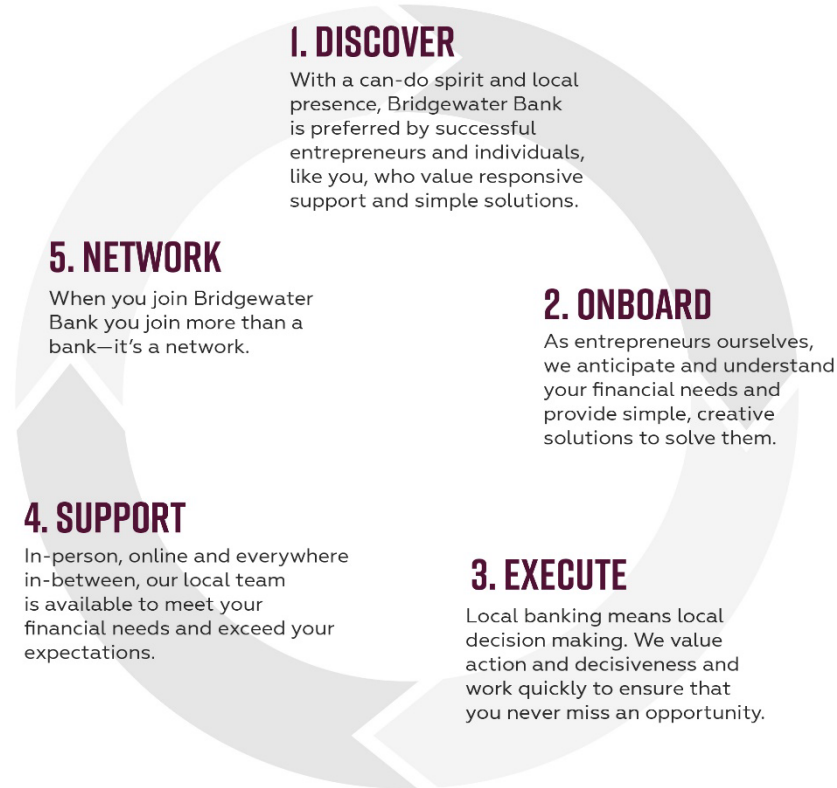 1. DISCOVER
With a can-do spirit and local
presence, Bridgewater Bank
is preferred by successful
entrepreneurs and individuals,
like you, who value responsive
support and simple solutions.
2. ONBOARD
As entrepreneurs ourselves,
we anticipate and understand
your financial needs and
provide simple, creative
solutions to solve them.
3. EXECUTE
Local banking means local
decision making. We value
action and decisiveness and
work quickly to ensure that
you never miss an opportunity.
4. SUPPORT
In-person, online and everywhere
in-between, our local team
is available to meet your
financial needs and exceed your
expectations.
5. NETWORK
When you join Bridgewater
Bank you join more than a
bank—it’s a network.